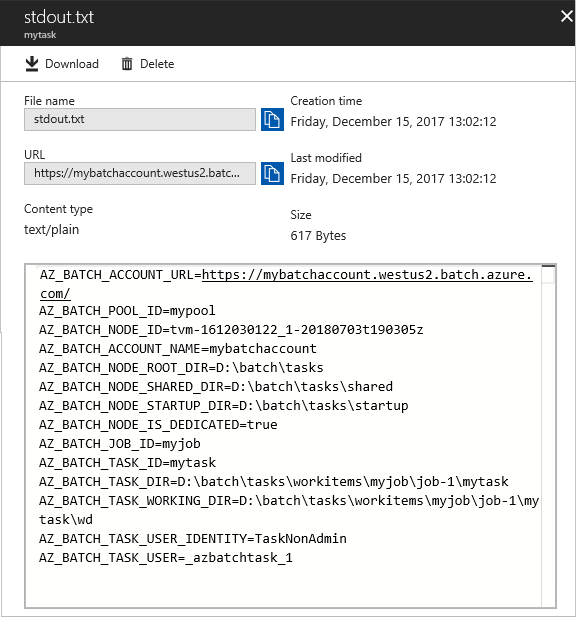 stdout.txt
mytask
Download Delete
File name
stdout.txt
Creation time
Friday, December 15, 2017 13:02:12
URL
https://mybatchaccount.westus2.batc...
Last modified
Friday, December 15, 2017 13:02:12
Content type
text/plain
Size
617 Bytes
AZ_BATCH_ACCOUNT_URL=https://mybatchaccount.westus2.batch.azure.
com/
AZ_BATCH_POOL_ID=mypool
AZ_BATCH_NODE_ID=tvm-1612030122_1-20180703t190305z
AZ_BATCH_ACCOUNT_NAME=mybatchaccount
AZ_BATCH_NODE_ROOT_DIR=D:\batch\tasks
AZ_BATCH_NODE_SHARED_DIR=D:\batch\tasks\shared
AZ_BATCH_NODE_STARTUP_DIR=D:\batch\tasks\startup
AZ_BATCH_NODE_IS_DEDICATED=true
AZ_BATCH_JOB_ID=myjob
AZ_BATCH_TASK_ID=mytask
AZ_BATCH_TASK_DIR=D:\batch\tasks\workitems\myjob\job-1\mytask
AZ_BATCH_TASK_WORKING_DIR=D:\batch\tasks\workitems\myjob\job-1\my
task\wd
AZ_BATCH_TASK_USER_IDENTITY=TaskNonAdmin
AZ_BATCH_TASK_USER=_azbatchtask_1